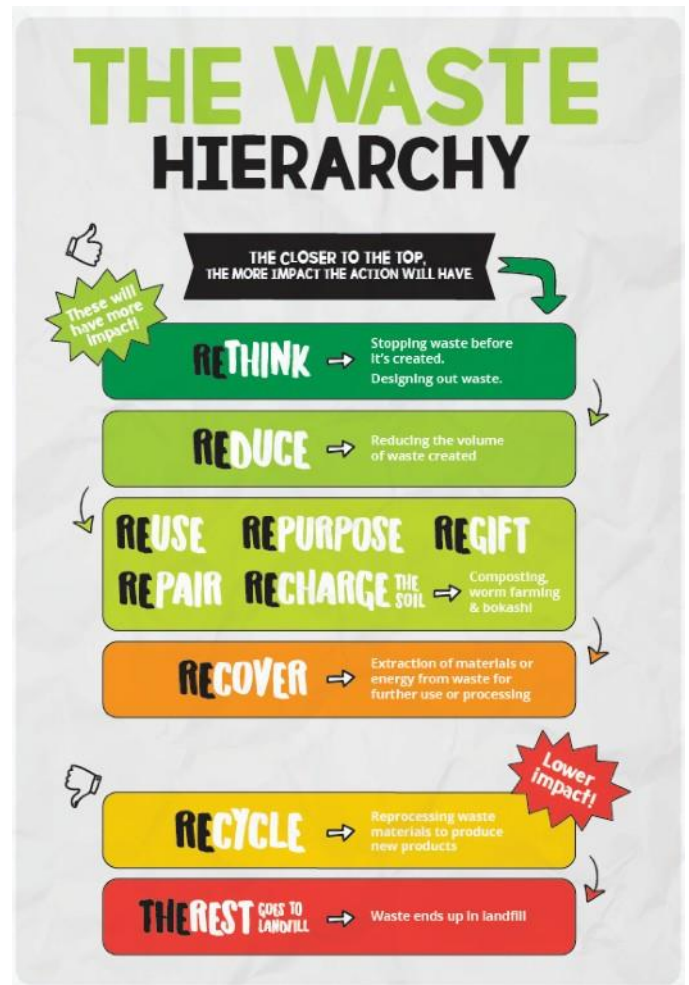 THE WASTE
HIERARCHY
THE CLOSER TO THE TOP,
THE MORE IMPACT THE ACTION WILL HAVE
These will
have more
impact!
RETHINK
Stopping waste before
it's created.
Designing out waste.
REDUCE
Reducing the volume
of waste created
REUSE REPURPOSE REGIFT
REPAIR RECHARGE THE SOIL
Composting,
worm farming
& bokashi
RECOVER
Extraction of materials or
energy from waste for
further use or processing
Lower
impact!
RECYCLE
Reprocessing waste
materials to produce
new products
THE REST GOES TO LANDFILL
Waste ends up in landfill